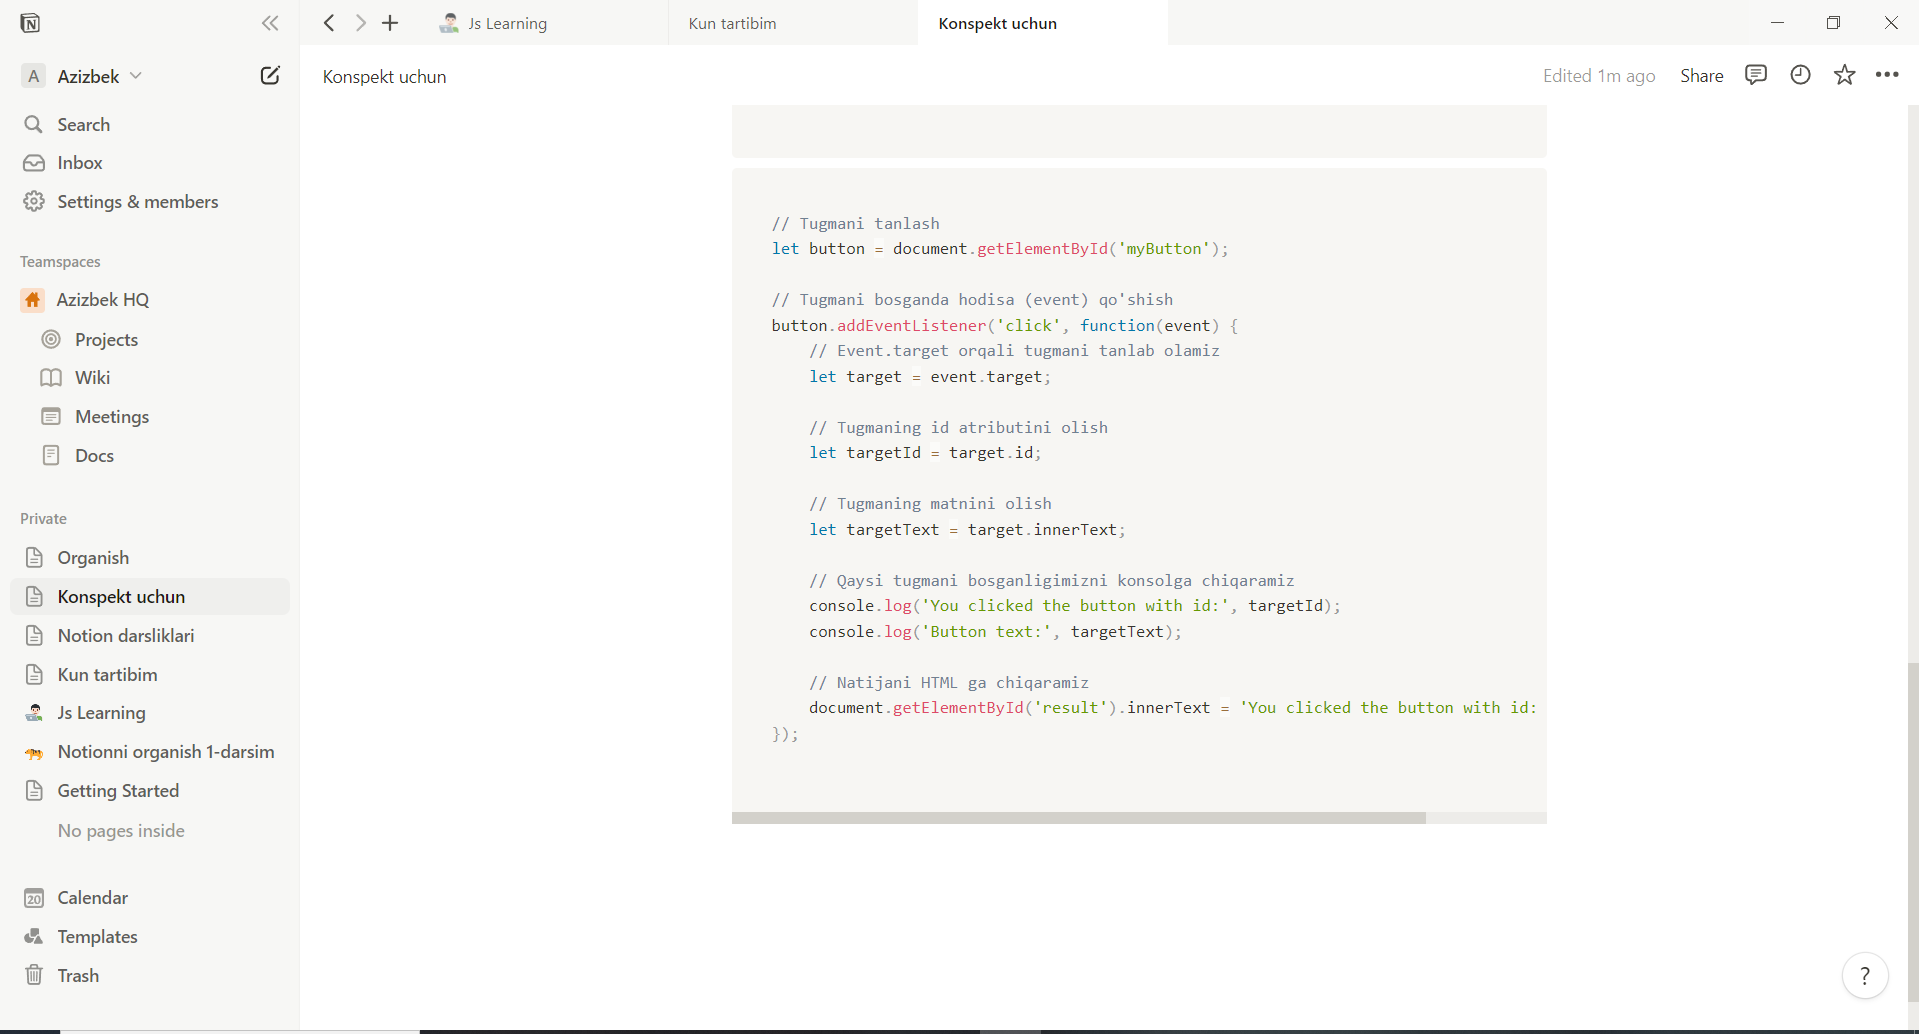 Js Learning
Kun tartibim
Konspekt uchun
A Azizbek
Konspekt uchun
Edited 1m ago Share
Search
Inbox
Settings & members
Teamspaces
Azizbek HQ
Projects
Wiki
Meetings
Docs
Private
Organish
Konspekt uchun
Notion darsliklari
Kun tartibim
Js Learning
Notionni organish 1-darsim
Getting Started
No pages inside
20 Calendar
Templates
Trash
// Tugmani tanlash
let button = document.getElementById('myButton');
// Tugmani bosganda hodisa (event) qo'shish
button.addEventListener('click', function(event) {
// Event.target orqali tugmani tanlab olamiz
let target = event.target;
// Tugmaning id atributini olish
let targetId = target.id;
// Tugmaning matnini olish
let targetText = target.innerText;
// Qaysi tugmani bosganligimizni konsolga chiqaramiz
console.log('You clicked the button with id:', targetId);
console.log('Button text:', targetText);
// Natijani HTML ga chiqaramiz
document.getElementById('result').innerText = 'You clicked the button with id:
});
?